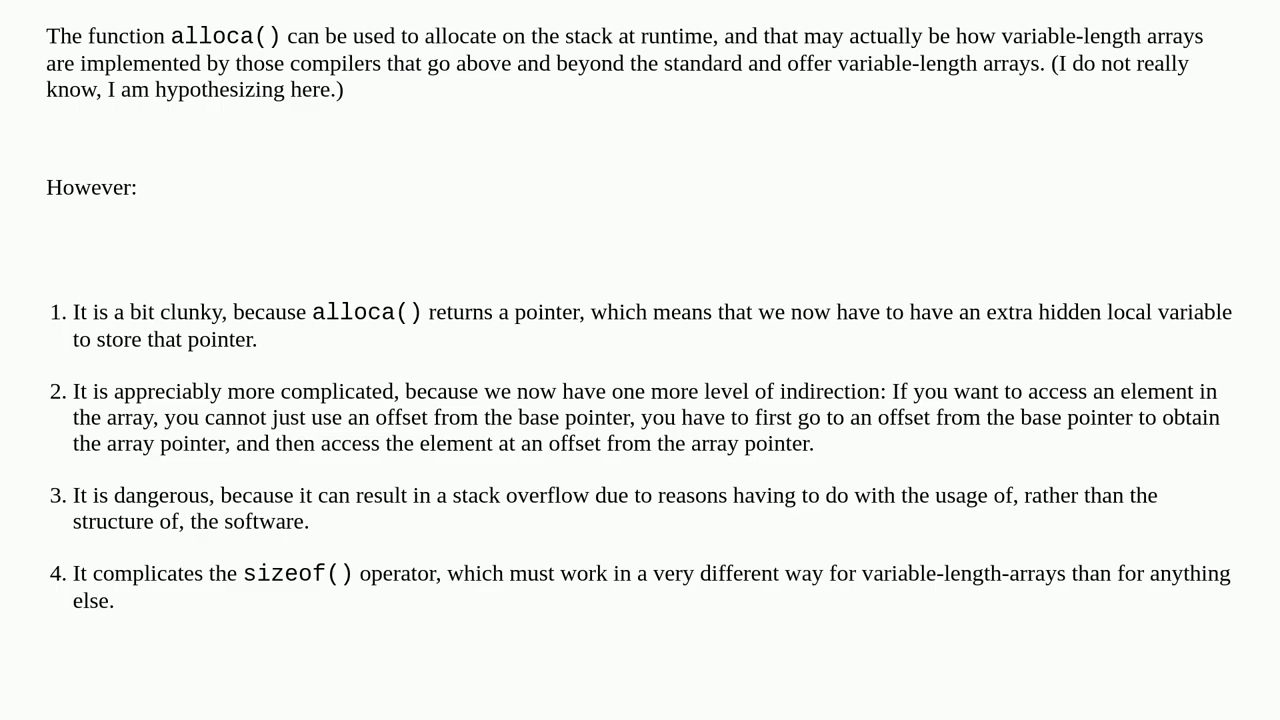 The function alloca() can be used to allocate on the stack at runtime, and that may actually be how variable-length arrays
are implemented by those compilers that go above and beyond the standard and offer variable-length arrays. (I do not really
know, I am hypothesizing here.)
However:
1. It is a bit clunky, because alloca() returns a pointer, which means that we now have to have an extra hidden local variable
to store that pointer.
2. It is appreciably more complicated, because we now have one more level of indirection: If you want to access an element in
the array, you cannot just use an offset from the base pointer, you have to first go to an offset from the base pointer to obtain
the array pointer, and then access the element at an offset from the array pointer.
3. It is dangerous, because it can result in a stack overflow due to reasons having to do with the usage of, rather than the
structure of, the software.
4. It complicates the sizeof() operator, which must work in a very different way for variable-length-arrays than for anything
else.